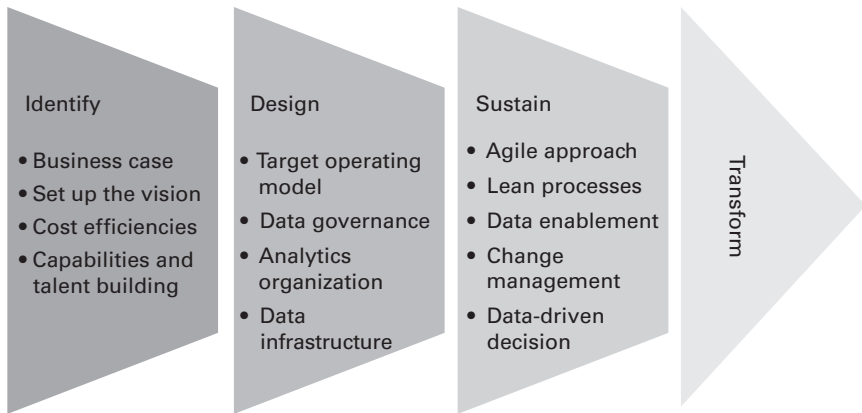 Identify
• Business case
• Set up the vision
• Cost efficiencies
• Capabilities and
talent building
Design
• Target operating
model
• Data governance
• Analytics
organization
• Data
infrastructure
Sustain
• Agile approach
• Lean processes
• Data enablement
• Change
management
• Data-driven
decision
Transform